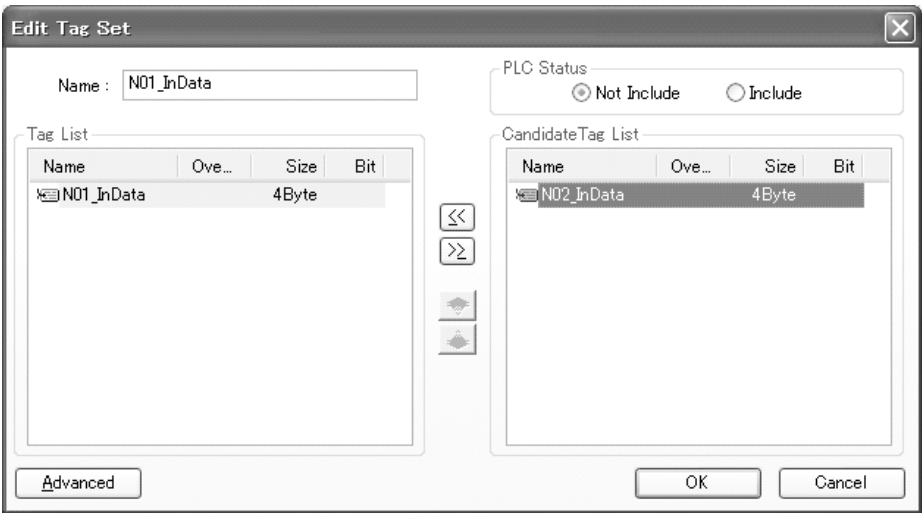 Edit Tag Set
Name : N01_InData
PLC Status
Not Include Include
Tag List
Name Ove... Size Bit
N01_InData 4Byte
<<
>>
CandidateTag List
Name Ove... Size Bit
N02_InData 4Byte
Advanced OK Cancel